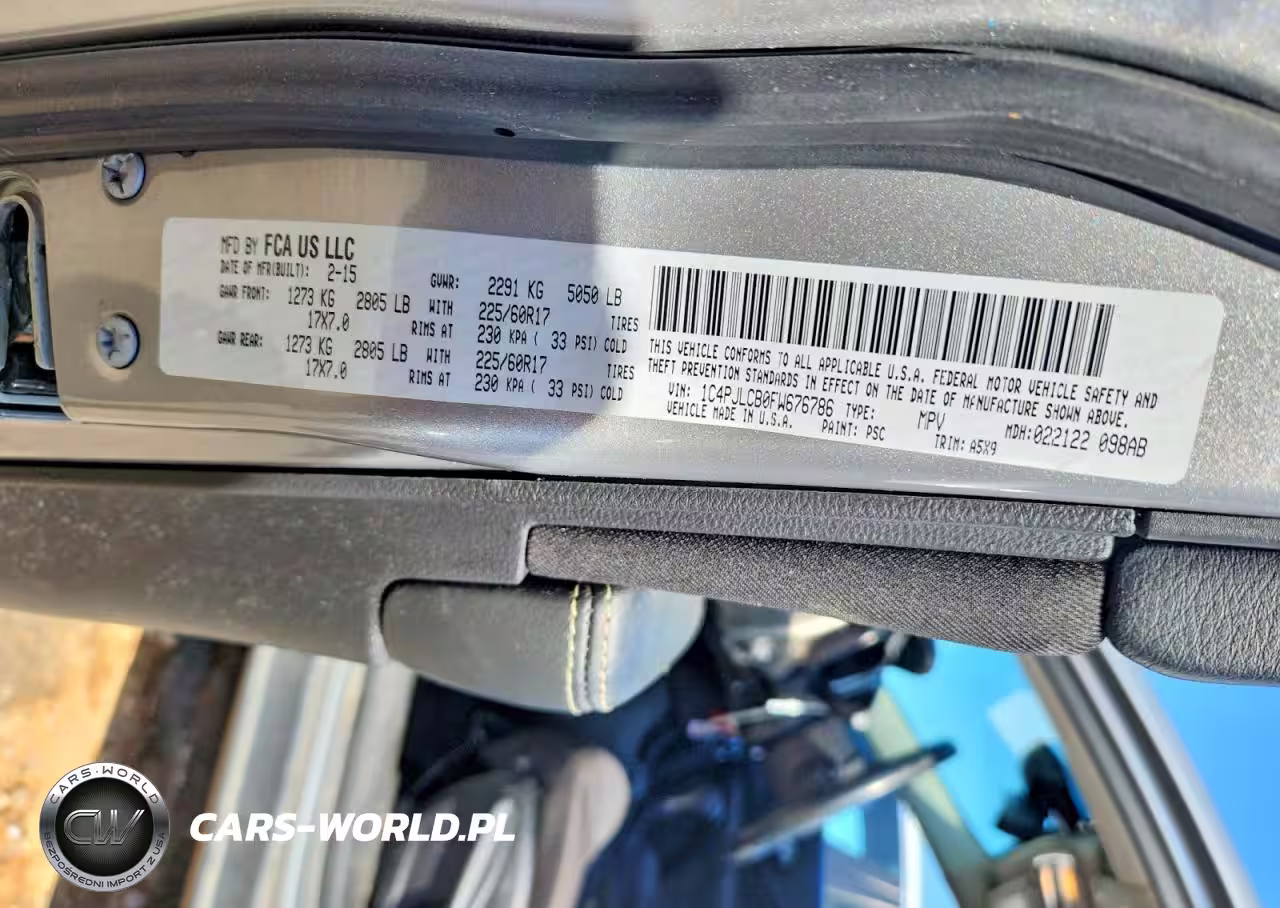 MFD BY FCA US LLC
DATE OF MFR(BUILT): 2-15 GVWR: 2291 KG 5050 LB
GAWR FRONT: 1273 KG 2805 LB WITH 225/60R17 TIRES
17X7.0 RIMS AT 230 KPA ( 33 PSI) COLD
GAWR REAR: 1273 KG 2805 LB WITH 225/60R17 TIRES
17X7.0 RIMS AT 230 KPA ( 33 PSI) COLD
THIS VEHICLE CONFORMS TO ALL APPLICABLE U.S.A. FEDERAL MOTOR VEHICLE SAFETY AND
THEFT PREVENTION STANDARDS IN EFFECT ON THE DATE OF MANUFACTURE SHOWN ABOVE.
VIN: 1C4PJLCB0FW676786 TYPE: MPV MDH:022122 098AB
VEHICLE MADE IN U.S.A. PAINT: PSC TRIM: A5X9
CARS-WORLD
CW
BEZPOŚREDNI IMPORT Z USA
CARS-WORLD.PL